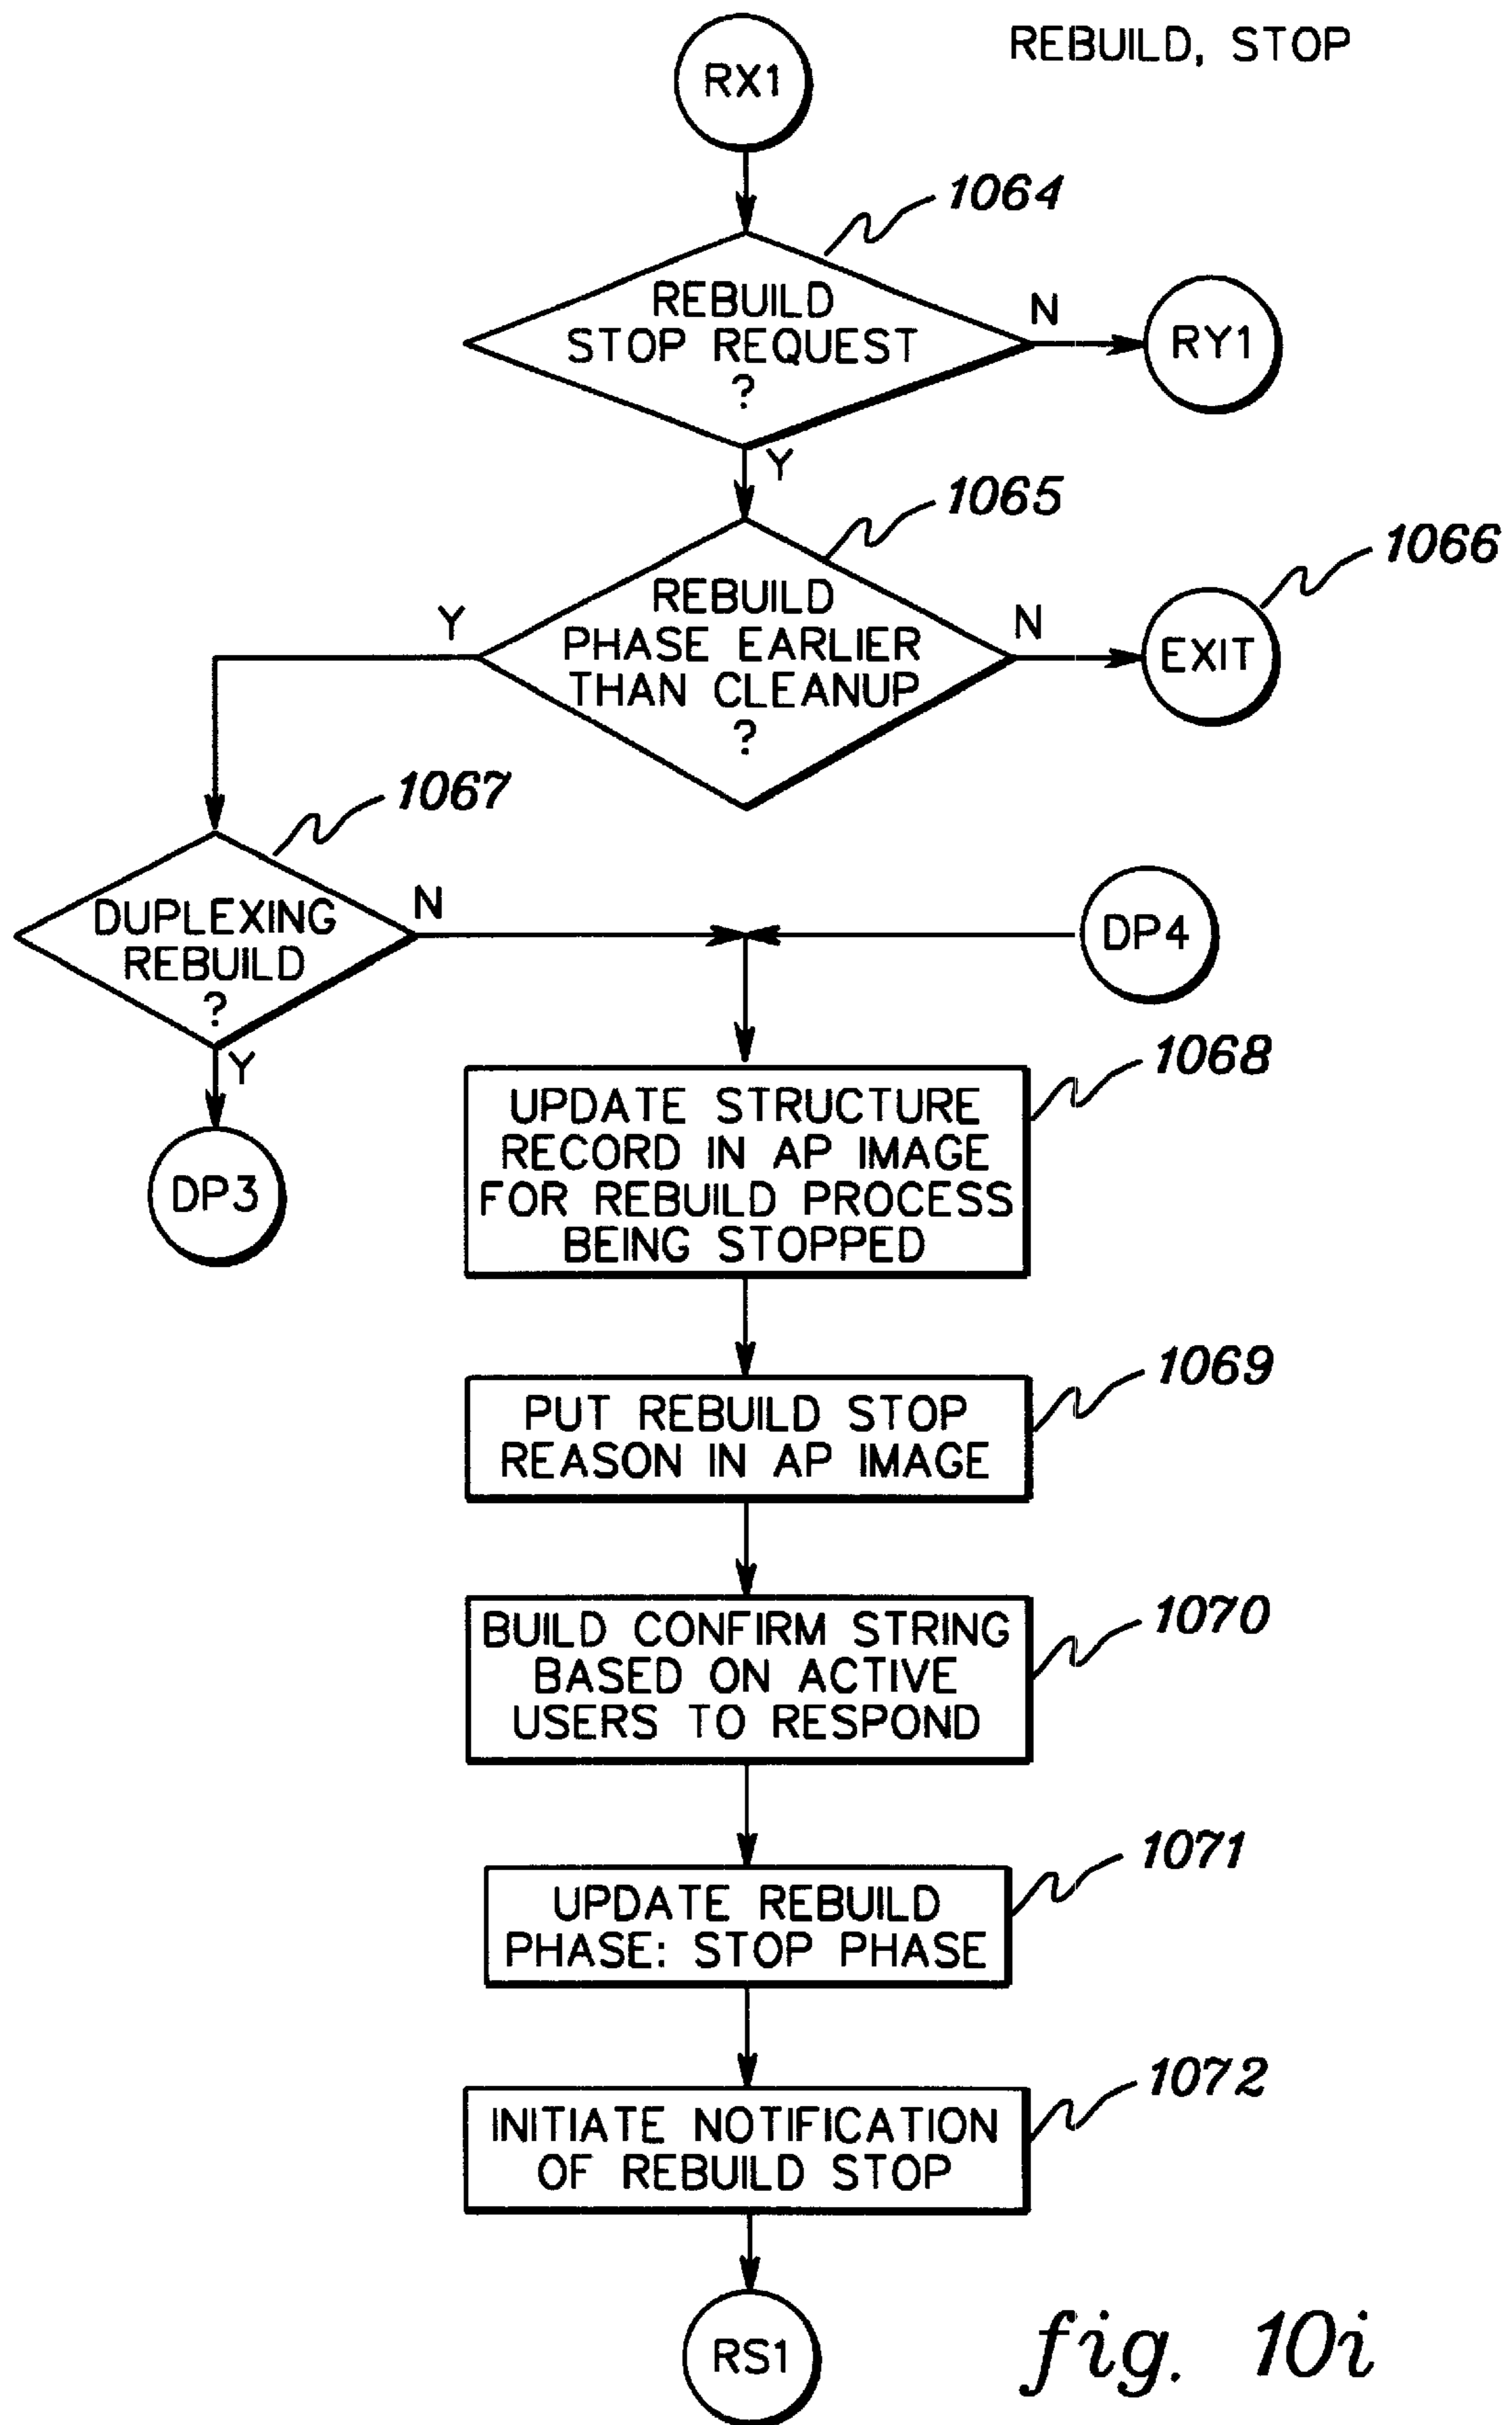 REBUILD, STOP
RX1
1064
REBUILD
STOP REQUEST
?
N
RY1
Y
1065
1066
REBUILD
PHASE EARLIER
THAN CLEANUP
?
Y
N
EXIT
1067
DUPLEXING
REBUILD
?
N
DP4
Y
DP3
1068
UPDATE STRUCTURE
RECORD IN AP IMAGE
FOR REBUILD PROCESS
BEING STOPPED
1069
PUT REBUILD STOP
REASON IN AP IMAGE
1070
BUILD CONFIRM STRING
BASED ON ACTIVE
USERS TO RESPOND
1071
UPDATE REBUILD
PHASE: STOP PHASE
1072
INITIATE NOTIFICATION
OF REBUILD STOP
RS1
fig. 10i